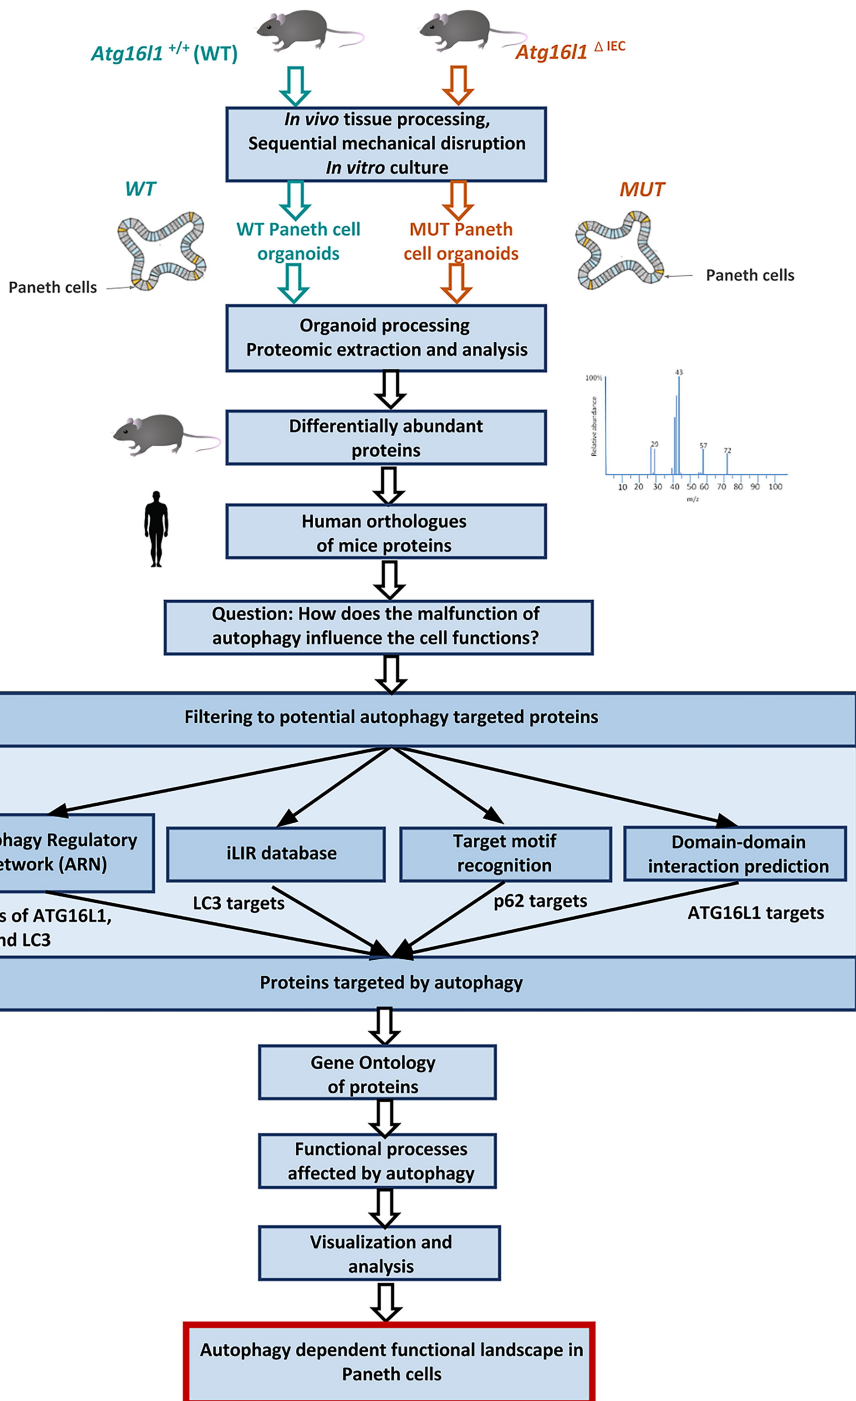 Atg16l1 +/+ (WT)
Atg16l1 Δ IEC
In vivo tissue processing,
Sequential mechanical disruption
In vitro culture
WT
MUT
WT Paneth cell
organoids
MUT Paneth
cell organoids
Paneth cells
Paneth cells
Organoid processing
Proteomic extraction and analysis
Differentially abundant
proteins
100%
Relative abundance
43
29
57
72
10 20 30 40 50 60 70 80 90 100
m/z
Human orthologues
of mice proteins
Question: How does the malfunction of
autophagy influence the cell functions?
Filtering to potential autophagy targeted proteins
phagy Regulatory
etwork (ARN)
iLIR database
Target motif
recognition
Domain-domain
interaction prediction
s of ATG16L1,
nd LC3
LC3 targets
p62 targets
ATG16L1 targets
Proteins targeted by autophagy
Gene Ontology
of proteins
Functional processes
affected by autophagy
Visualization and
analysis
Autophagy dependent functional landscape in
Paneth cells